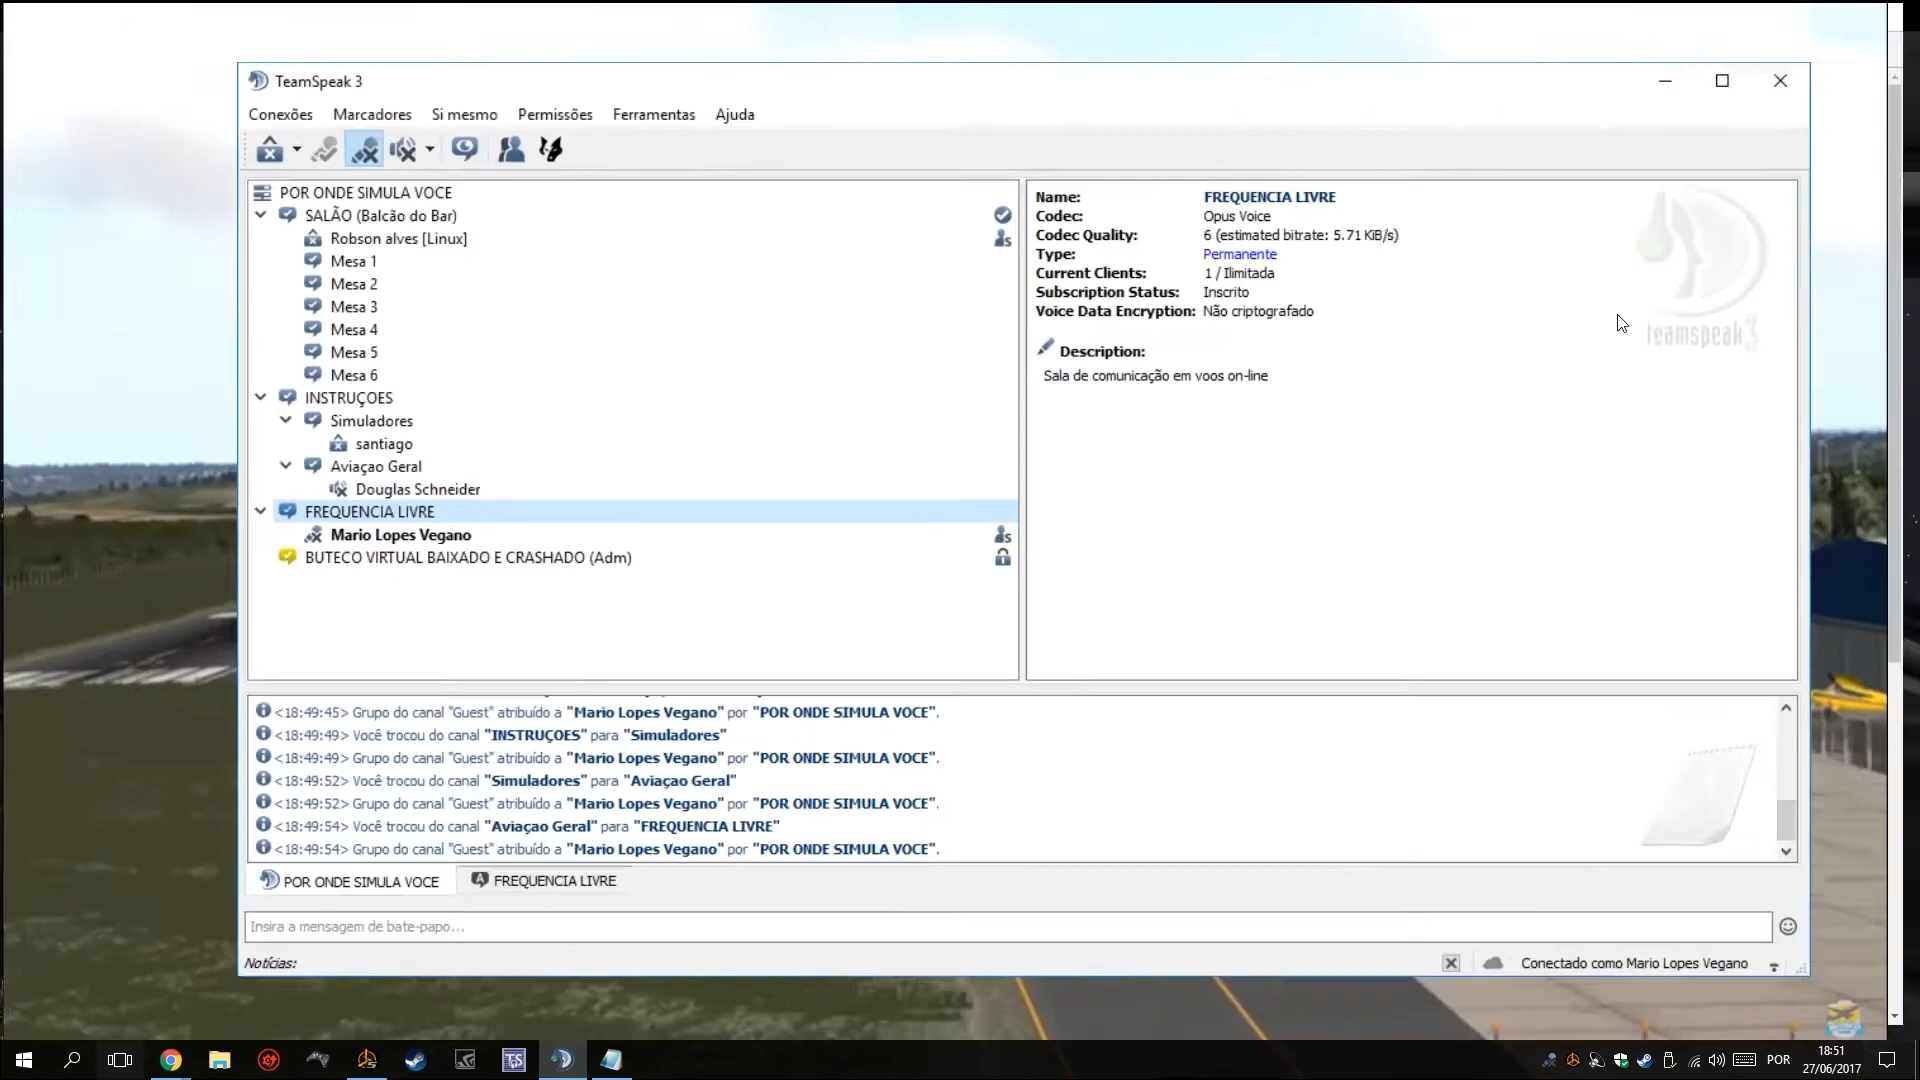 TeamSpeak 3
Conexões Marcadores Si mesmo Permissões Ferramentas Ajuda
POR ONDE SIMULA VOCE
SALÃO (Balcão do Bar)
Robson alves [Linux]
Mesa 1
Mesa 2
Mesa 3
Mesa 4
Mesa 5
Mesa 6
INSTRUÇOES
Simuladores
santiago
Aviaçao Geral
Douglas Schneider
FREQUENCIA LIVRE
Mario Lopes Vegano
BUTECO VIRTUAL BAIXADO E CRASHADO (Adm)
Name: FREQUENCIA LIVRE
Codec: Opus Voice
Codec Quality: 6 (estimated bitrate: 5.71 KiB/s)
Type: Permanente
Current Clients: 1 / Ilimitada
Subscription Status: Inscrito
Voice Data Encryption: Não criptografado
Description:
Sala de comunicação em voos on-line
teamspeak 3
<18:49:45> Grupo do canal "Guest" atribuído a "Mario Lopes Vegano" por "POR ONDE SIMULA VOCE".
<18:49:49> Você trocou do canal "INSTRUÇOES" para "Simuladores"
<18:49:49> Grupo do canal "Guest" atribuído a "Mario Lopes Vegano" por "POR ONDE SIMULA VOCE".
<18:49:52> Você trocou do canal "Simuladores" para "Aviaçao Geral"
<18:49:52> Grupo do canal "Guest" atribuído a "Mario Lopes Vegano" por "POR ONDE SIMULA VOCE".
<18:49:54> Você trocou do canal "Aviaçao Geral" para "FREQUENCIA LIVRE"
<18:49:54> Grupo do canal "Guest" atribuído a "Mario Lopes Vegano" por "POR ONDE SIMULA VOCE".
POR ONDE SIMULA VOCE FREQUENCIA LIVRE
Insira a mensagem de bate-papo...
Notícias: Conectado como Mario Lopes Vegano
TS
POR
18:51
27/06/2017